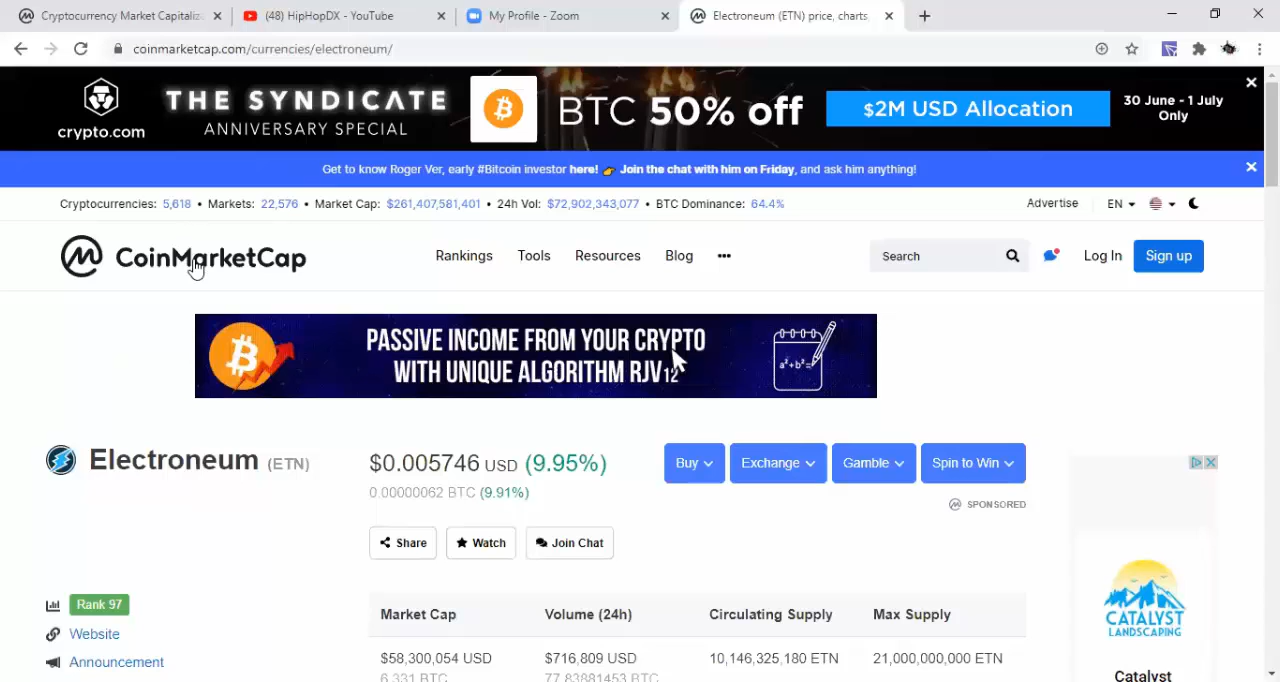 Cryptocurrency Market Capitaliz
(48) HipHopDX - YouTube
My Profile - Zoom
Electroneum (ETN) price, charts,
coinmarketcap.com/currencies/electroneum/
crypto.com
THE SYNDICATE
ANNIVERSARY SPECIAL
BTC 50% off
$2M USD Allocation
30 June - 1 July
Only
Get to know Roger Ver, early #Bitcoin investor here! 👉 Join the chat with him on Friday, and ask him anything!
Cryptocurrencies: 5,618 • Markets: 22,576 • Market Cap: $261,407,581,401 • 24h Vol: $72,902,343,077 • BTC Dominance: 64.4%
Advertise
EN
CoinMarketCap
Rankings
Tools
Resources
Blog
Search
Log In
Sign up
PASSIVE INCOME FROM YOUR CRYPTO
WITH UNIQUE ALGORITHM RJV12
a²+b²=
Electroneum (ETN)
$0.005746 USD (9.95%)
0.00000062 BTC (9.91%)
Buy
Exchange
Gamble
Spin to Win
SPONSORED
Share
Watch
Join Chat
Rank 97
Website
Announcement
Market Cap
Volume (24h)
Circulating Supply
Max Supply
$58,300,054 USD
$716,809 USD
10,146,325,180 ETN
21,000,000,000 ETN
6,331 BTC
77.83881453 BTC
CATALYST
LANDSCAPING
Catalyst